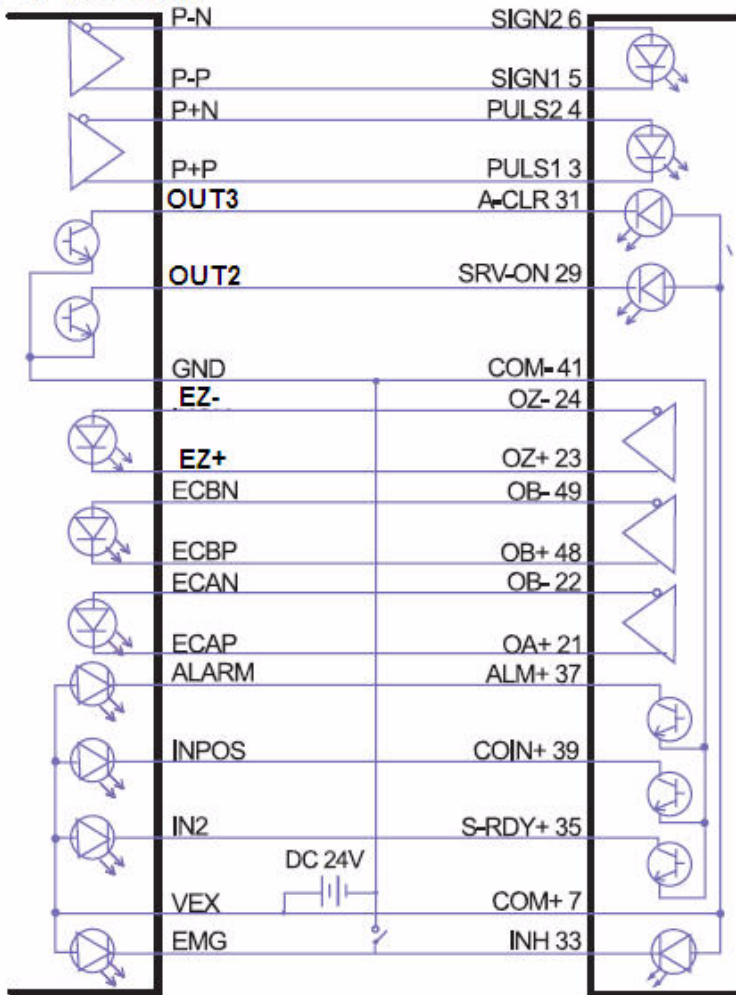 P-N SIGN2 6
P-P SIGN1 5
P+N PULS2 4
P+P PULS1 3
OUT3 A-CLR 31
OUT2 SRV-ON 29
GND COM- 41
EZ- OZ- 24
EZ+ OZ+ 23
ECBN OB- 49
ECBP OB+ 48
ECAN OB- 22
ECAP OA+ 21
ALARM ALM+ 37
INPOS COIN+ 39
IN2 S-RDY+ 35
DC 24V
VEX COM+ 7
EMG INH 33